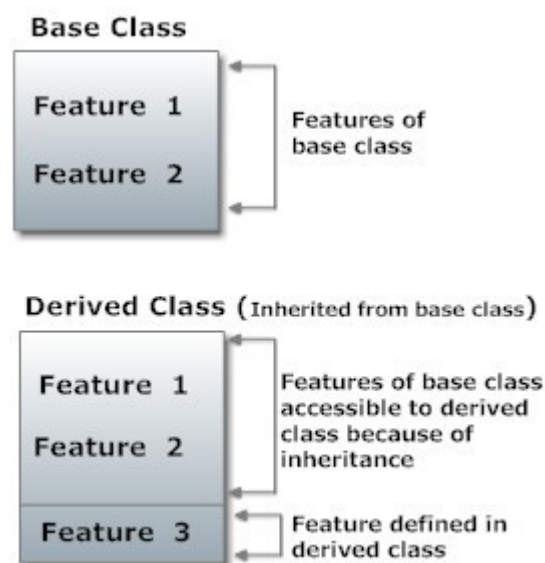 Base Class
Feature 1
Feature 2
Features of
base class
Derived Class (Inherited from base class)
Feature 1
Feature 2
Features of base class
accessible to derived
class because of
inheritance
Feature 3
Feature defined in
derived class